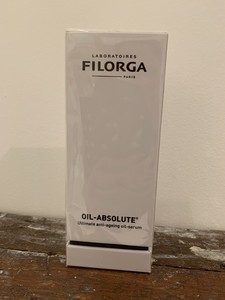 LABORATOIRES
FILORGA
PARIS
OIL-ABSOLUTE®
ultimate anti-ageing oil-serum